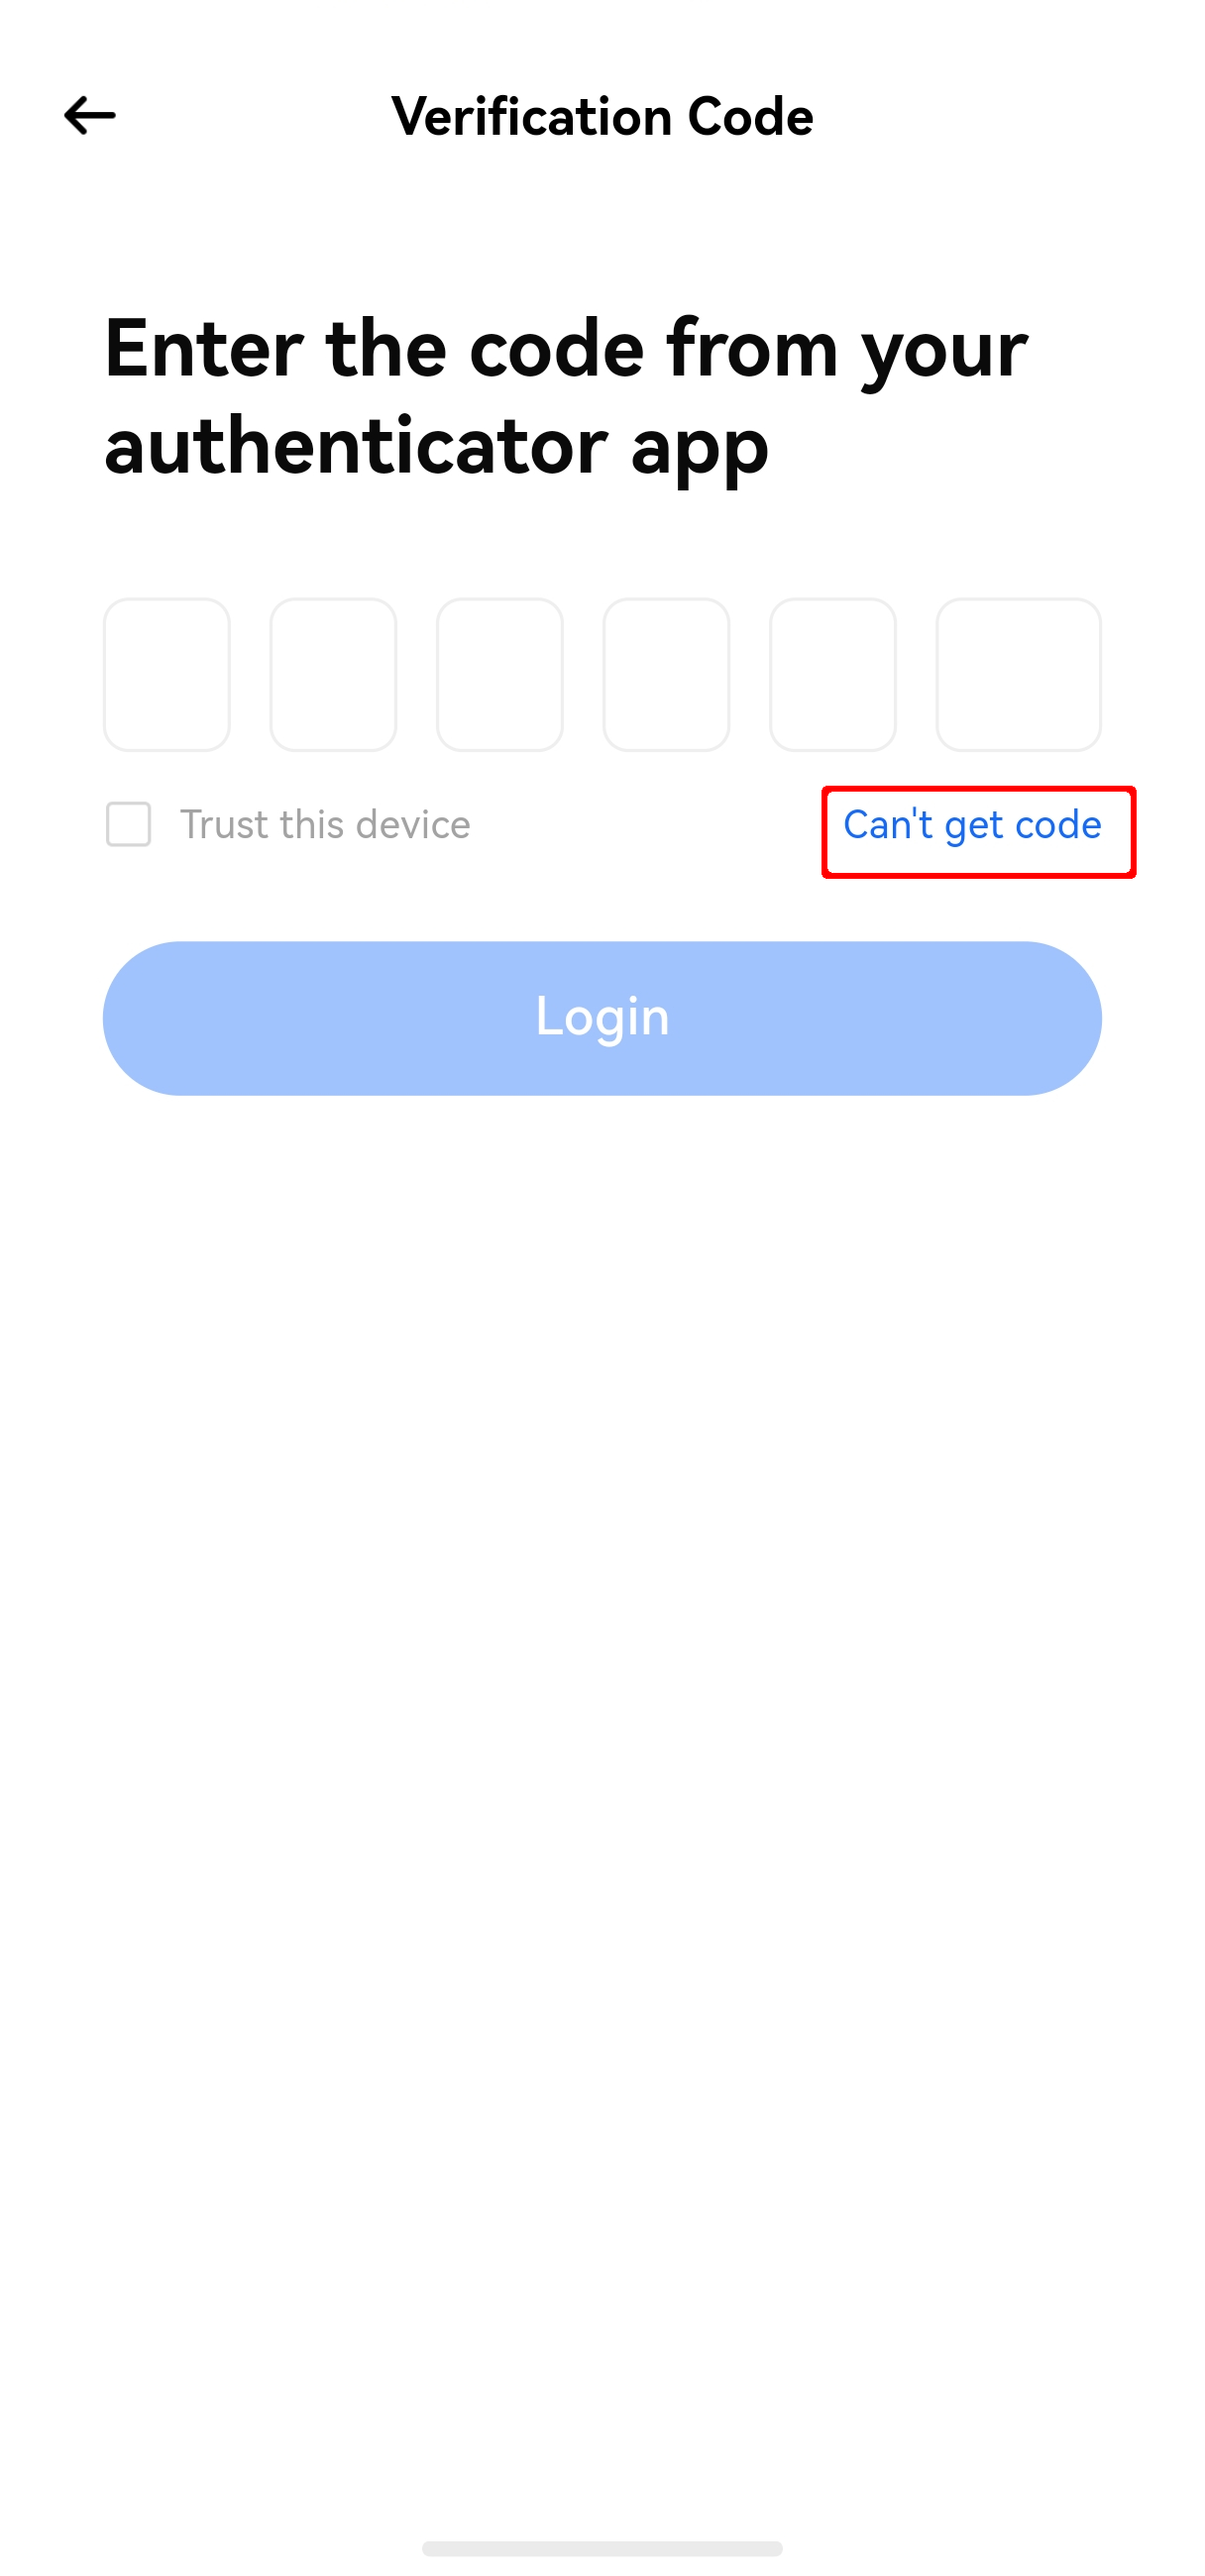 Verification Code
Enter the code from your
authenticator app
Trust this device
Can't get code
Login